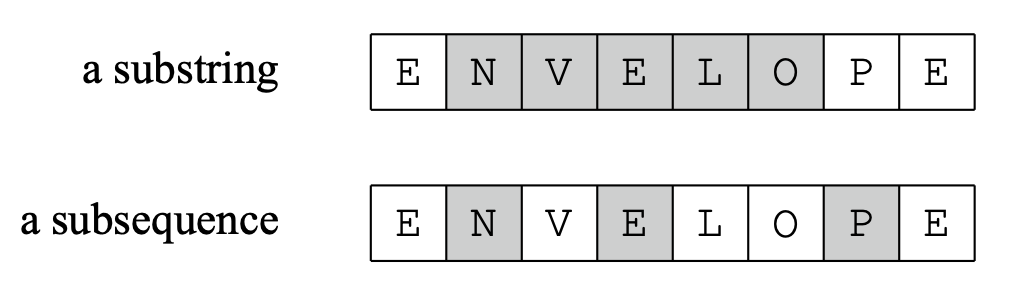 a substring E N V E L O P E
a subsequence E N V E L O P E